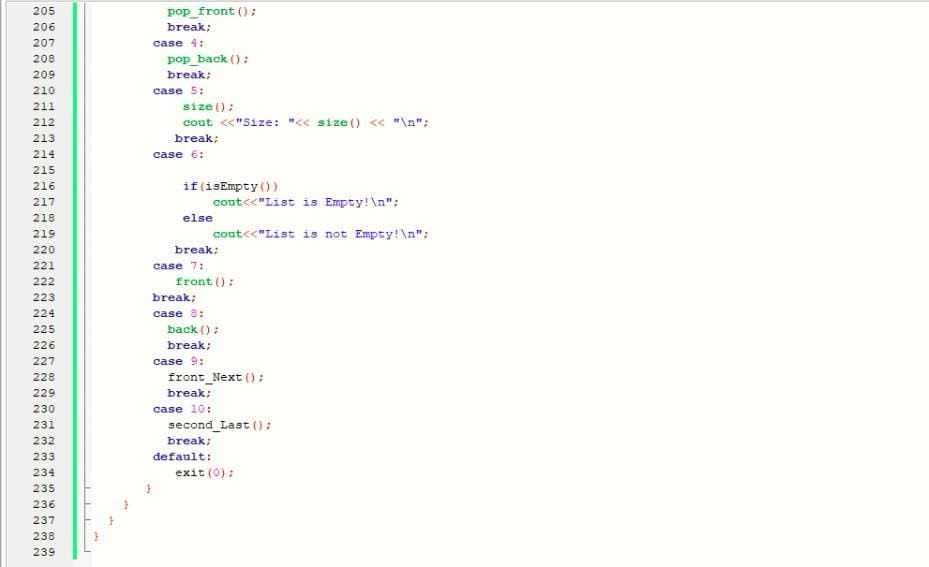 205 pop_front();
206 break;
207 case 4:
208 pop_back();
209 break;
210 case 5:
211 size();
212 cout <<"Size: "<< size() << "\n";
213 break;
214 case 6:
215
216 if(isEmpty())
217 cout<<"List is Empty!\n";
218 else
219 cout<<"List is not Empty!\n";
220 break;
221 case 7:
222 front();
223 break;
224 case 8:
225 back();
226 break;
227 case 9:
228 front_Next();
229 break;
230 case 10:
231 second_Last();
232 break;
233 default:
234 exit(0);
235 }
236 }
237 }
238 }
239